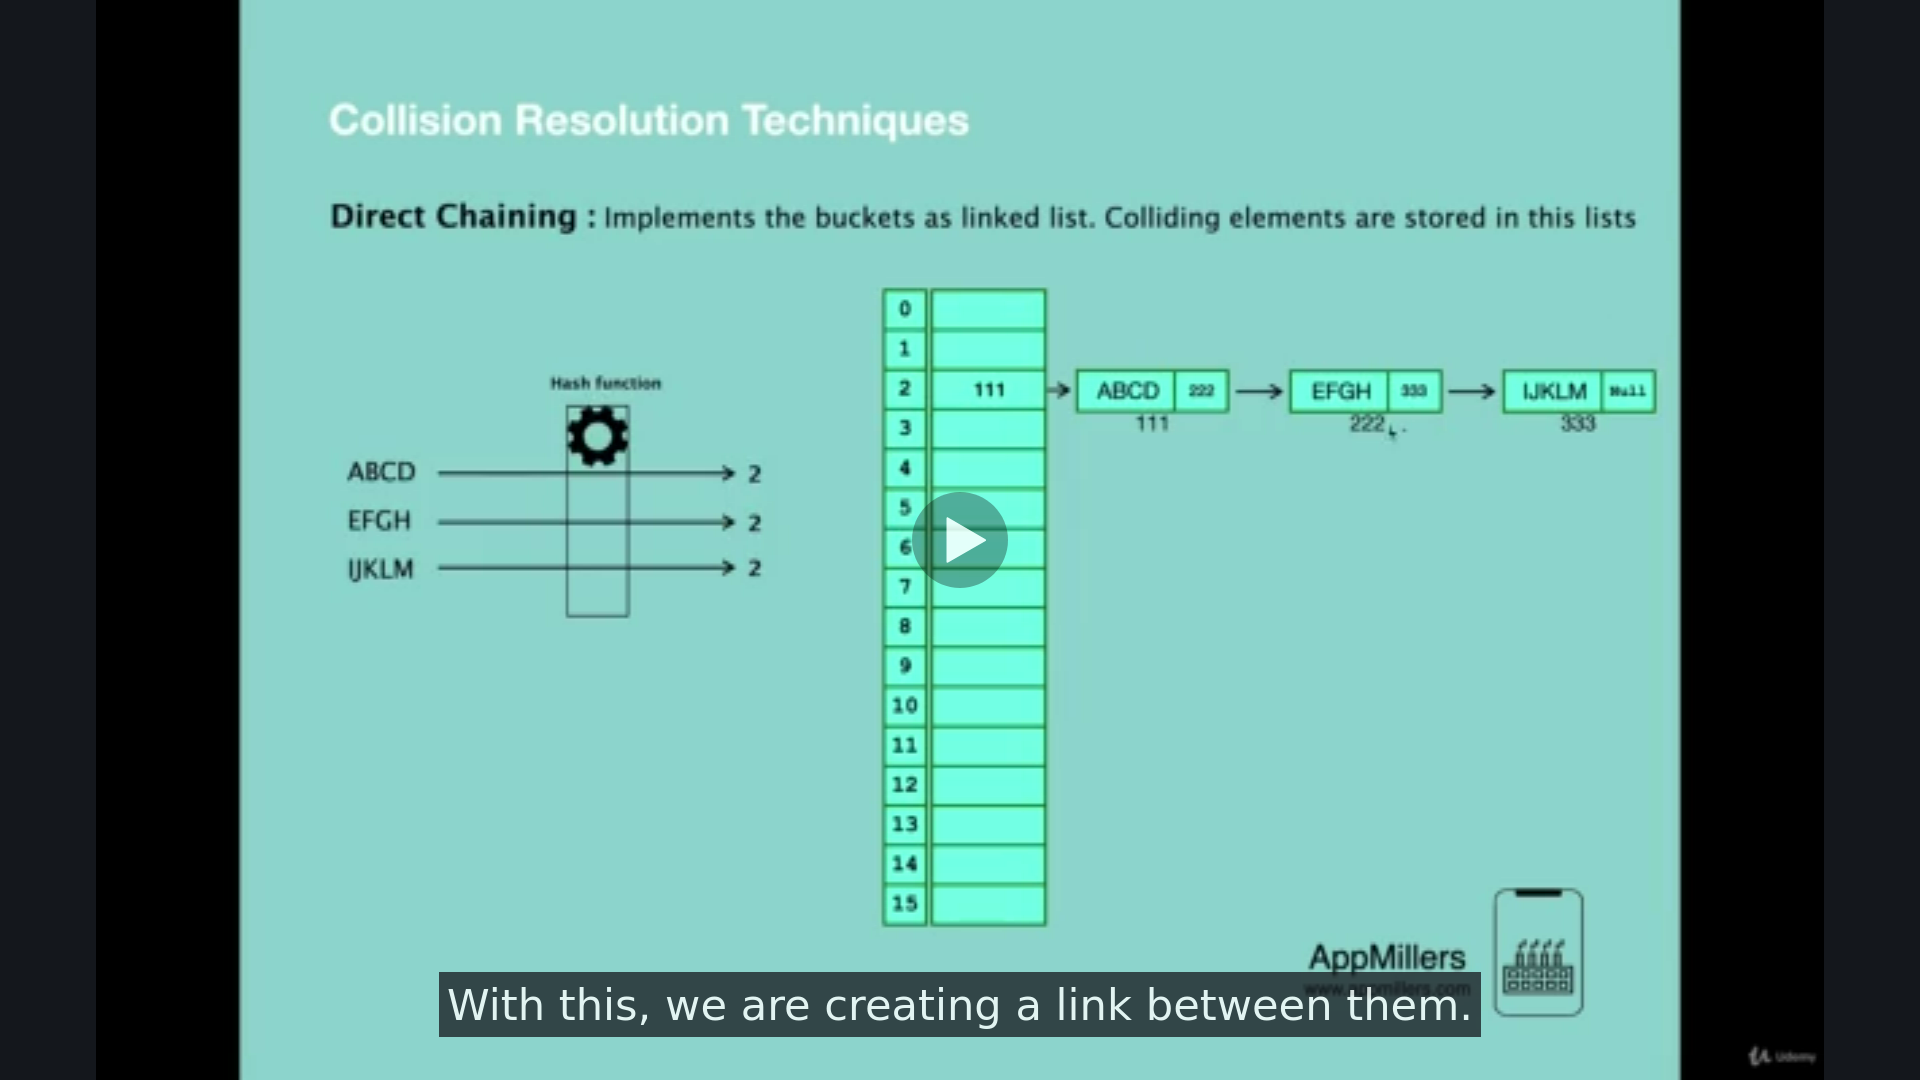 Collision Resolution Techniques
Direct Chaining : Implements the buckets as linked list. Colliding elements are stored in this lists
Hash function
ABCD 2
EFGH 2
IJKLM 2
0
1
2 111 ABCD 222 EFGH 333 IJKLM Null
111 222 333
3
4
5
6
7
8
9
10
11
12
13
14
15
AppMillers
www.appmillers.com
With this, we are creating a link between them.
Udemy